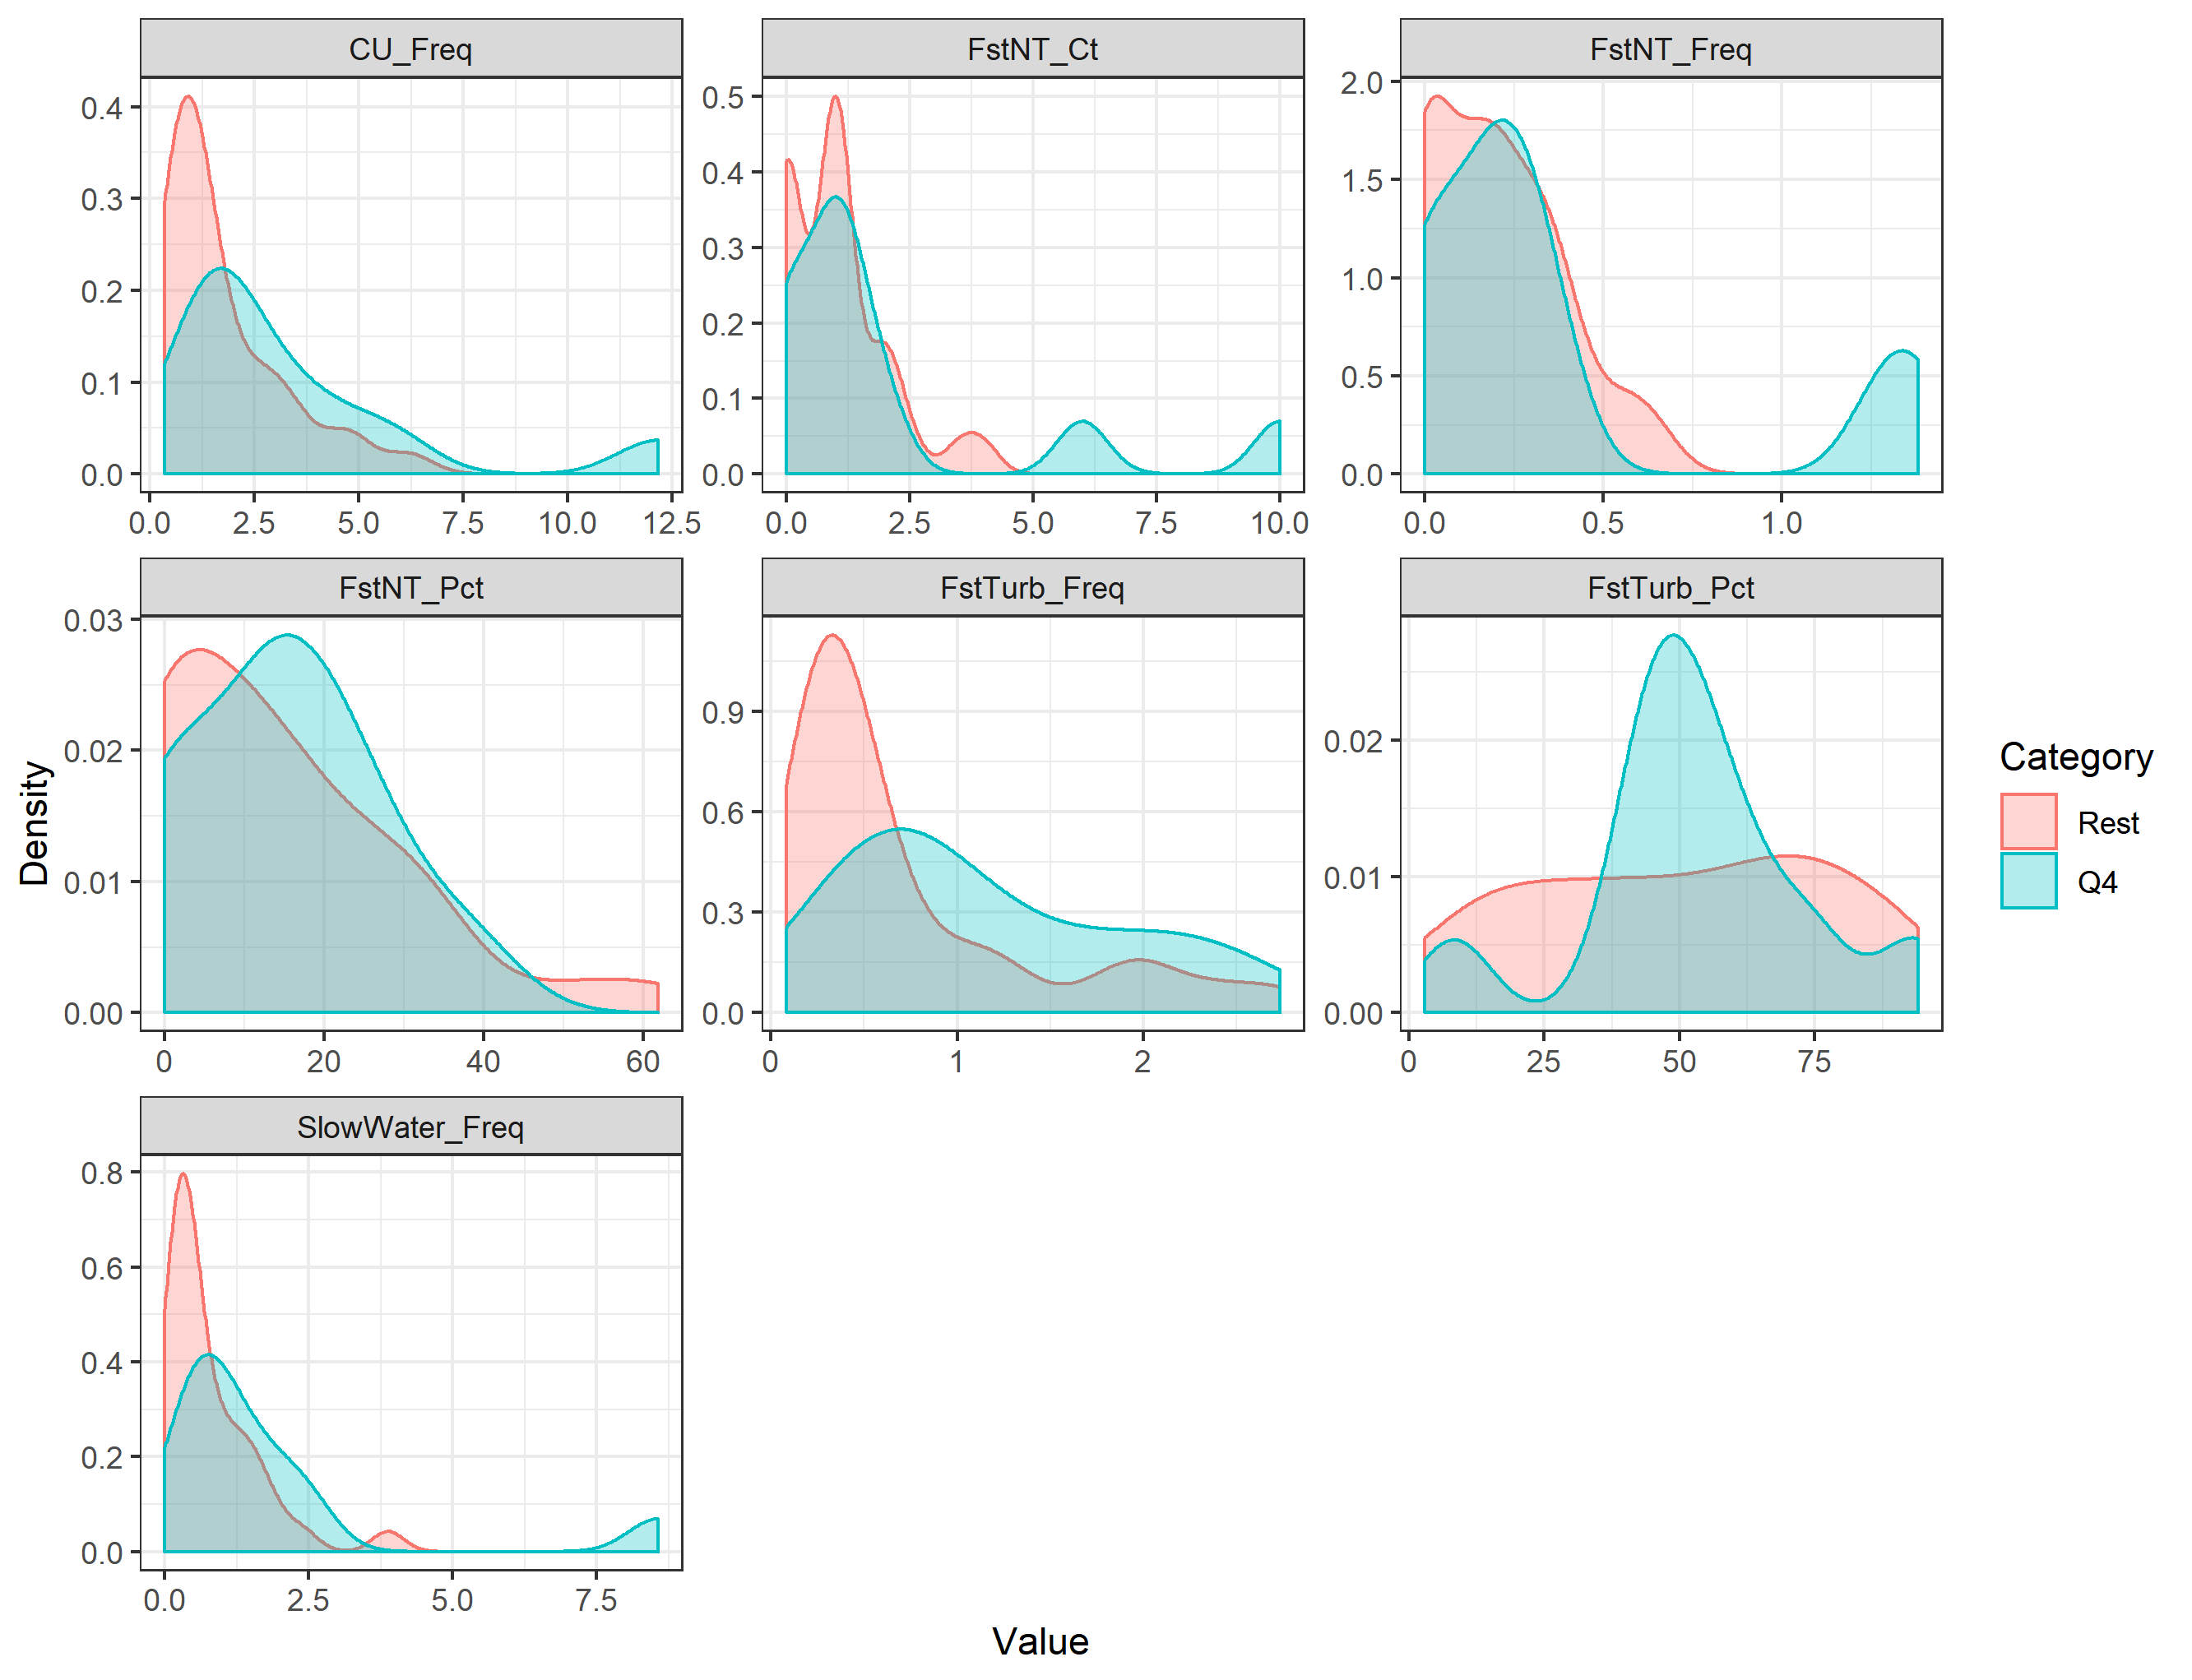 CU_Freq FstNT_Ct FstNT_Freq
0.4 0.3 0.2 0.1 0.0
0.0 2.5 5.0 7.5 10.0 12.5
0.5 0.4 0.3 0.2 0.1 0.0
0.0 2.5 5.0 7.5 10.0
2.0 1.5 1.0 0.5 0.0
0.0 0.5 1.0
FstNT_Pct FstTurb_Freq FstTurb_Pct
0.03 0.02 0.01 0.00
0 20 40 60
0.9 0.6 0.3 0.0
0 1 2
0.02 0.01 0.00
0 25 50 75
SlowWater_Freq
0.8 0.6 0.4 0.2 0.0
0.0 2.5 5.0 7.5
Density
Value
Category
Rest
Q4